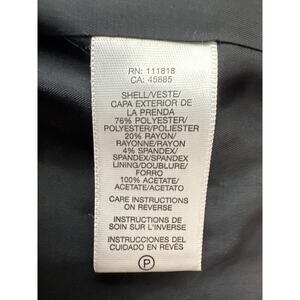 RN: 111818
CA: 45885
SHELL/VESTE/
CAPA EXTERIOR DE
LA PRENDA
76% POLYESTER/
POLYESTER/POLIESTER
20% RAYON/
RAYONNE/RAYON
4% SPANDEX/
SPANDEX/SPANDEX
LINING/DOUBLURE/
FORRO
100% ACETATE/
ACETATE/ACETATO
CARE INSTRUCTIONS
ON REVERSE
INSTRUCTIONS DE
SOIN SUR L'INVERSE
INSTRUCCIONES DEL
CUIDADO EN REVÉS
P